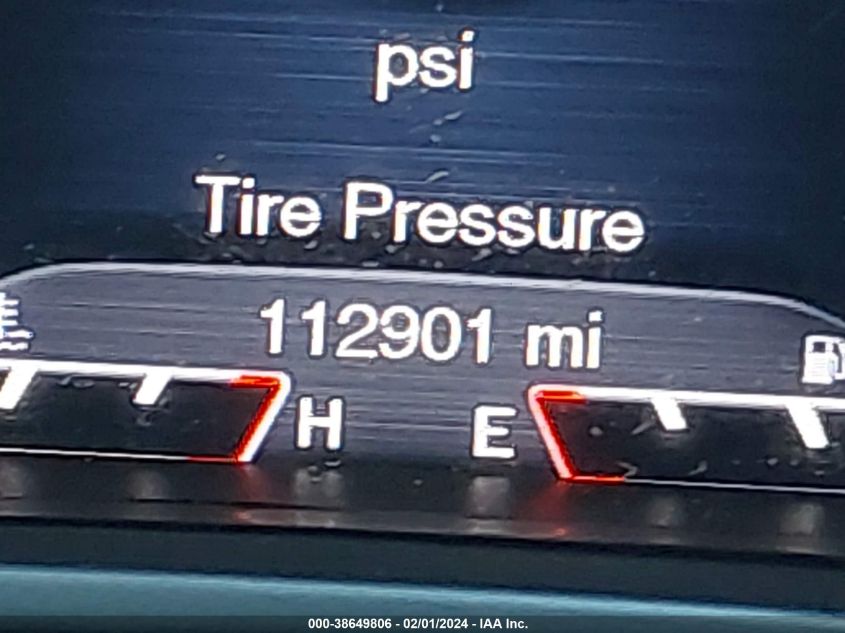 psi
Tire Pressure
112901 mi
H E
000-38649806 - 02/01/2024 - IAA Inc.